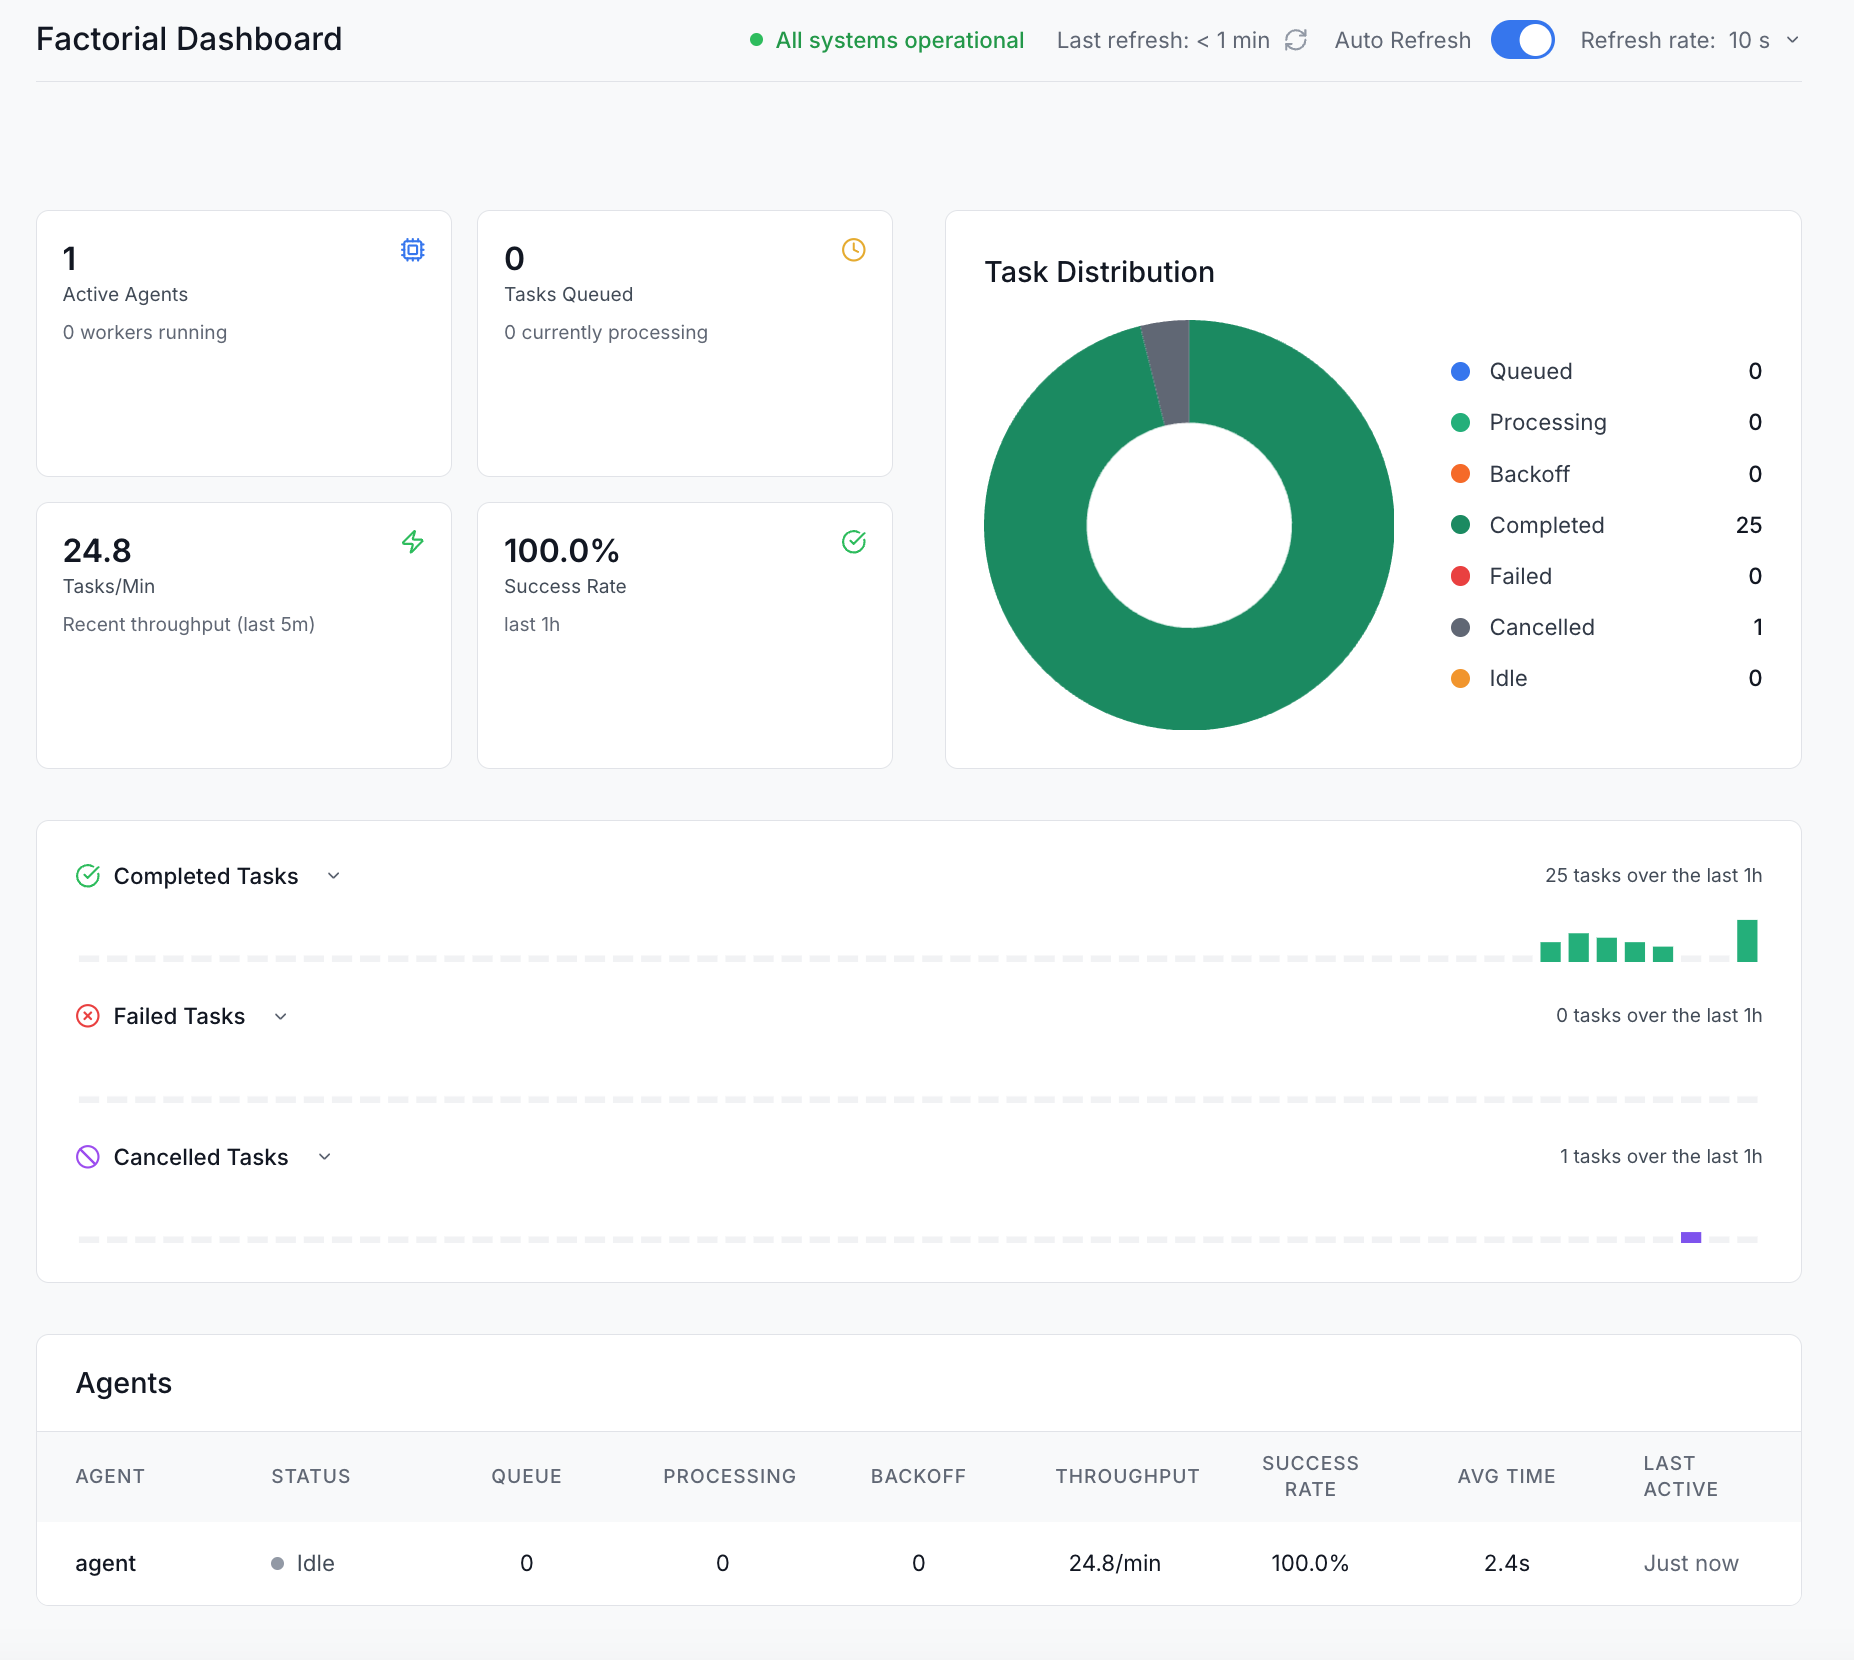 Factorial Dashboard
All systems operational
Last refresh: < 1 min
Auto Refresh
Refresh rate: 10 s
1
Active Agents
0 workers running
0
Tasks Queued
0 currently processing
24.8
Tasks/Min
Recent throughput (last 5m)
100.0%
Success Rate
last 1h
Task Distribution
Queued 0
Processing 0
Backoff 0
Completed 25
Failed 0
Cancelled 1
Idle 0
Completed Tasks
25 tasks over the last 1h
Failed Tasks
0 tasks over the last 1h
Cancelled Tasks
1 tasks over the last 1h
Agents
AGENT STATUS QUEUE PROCESSING BACKOFF THROUGHPUT SUCCESS RATE AVG TIME LAST ACTIVE
agent Idle 0 0 0 24.8/min 100.0% 2.4s Just now